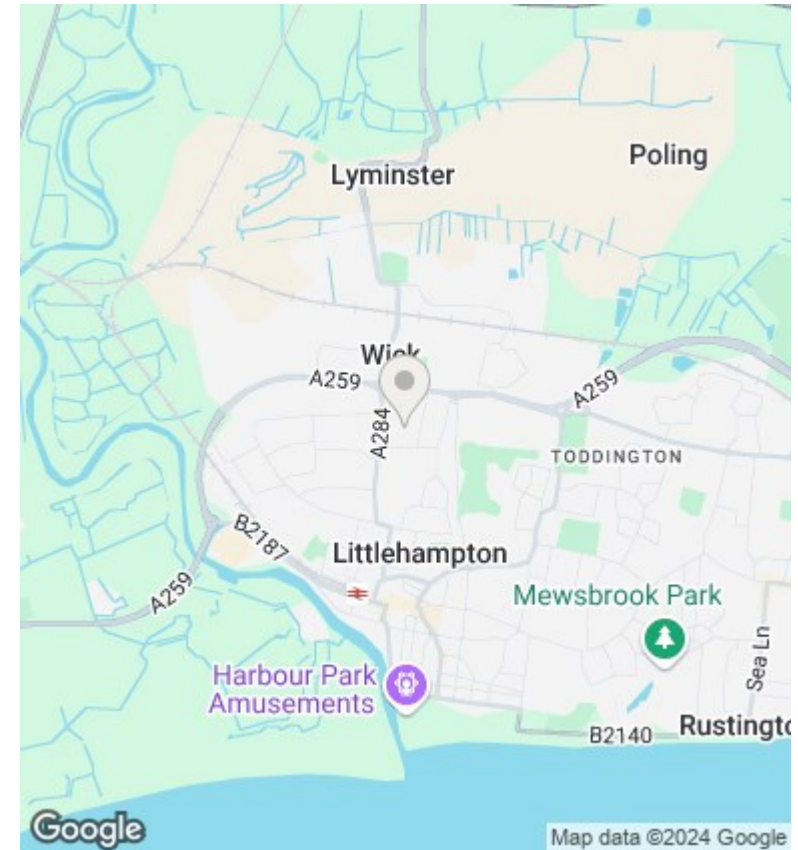 Poling
Lyminster
Wick
A259
A259
A284
TODDINGTON
B2187
Littlehampton
A259
Mewsbrook Park
Sea Ln
Harbour Park
Amusements
B2140
Rustingto
Google
Map data ©2024 Google